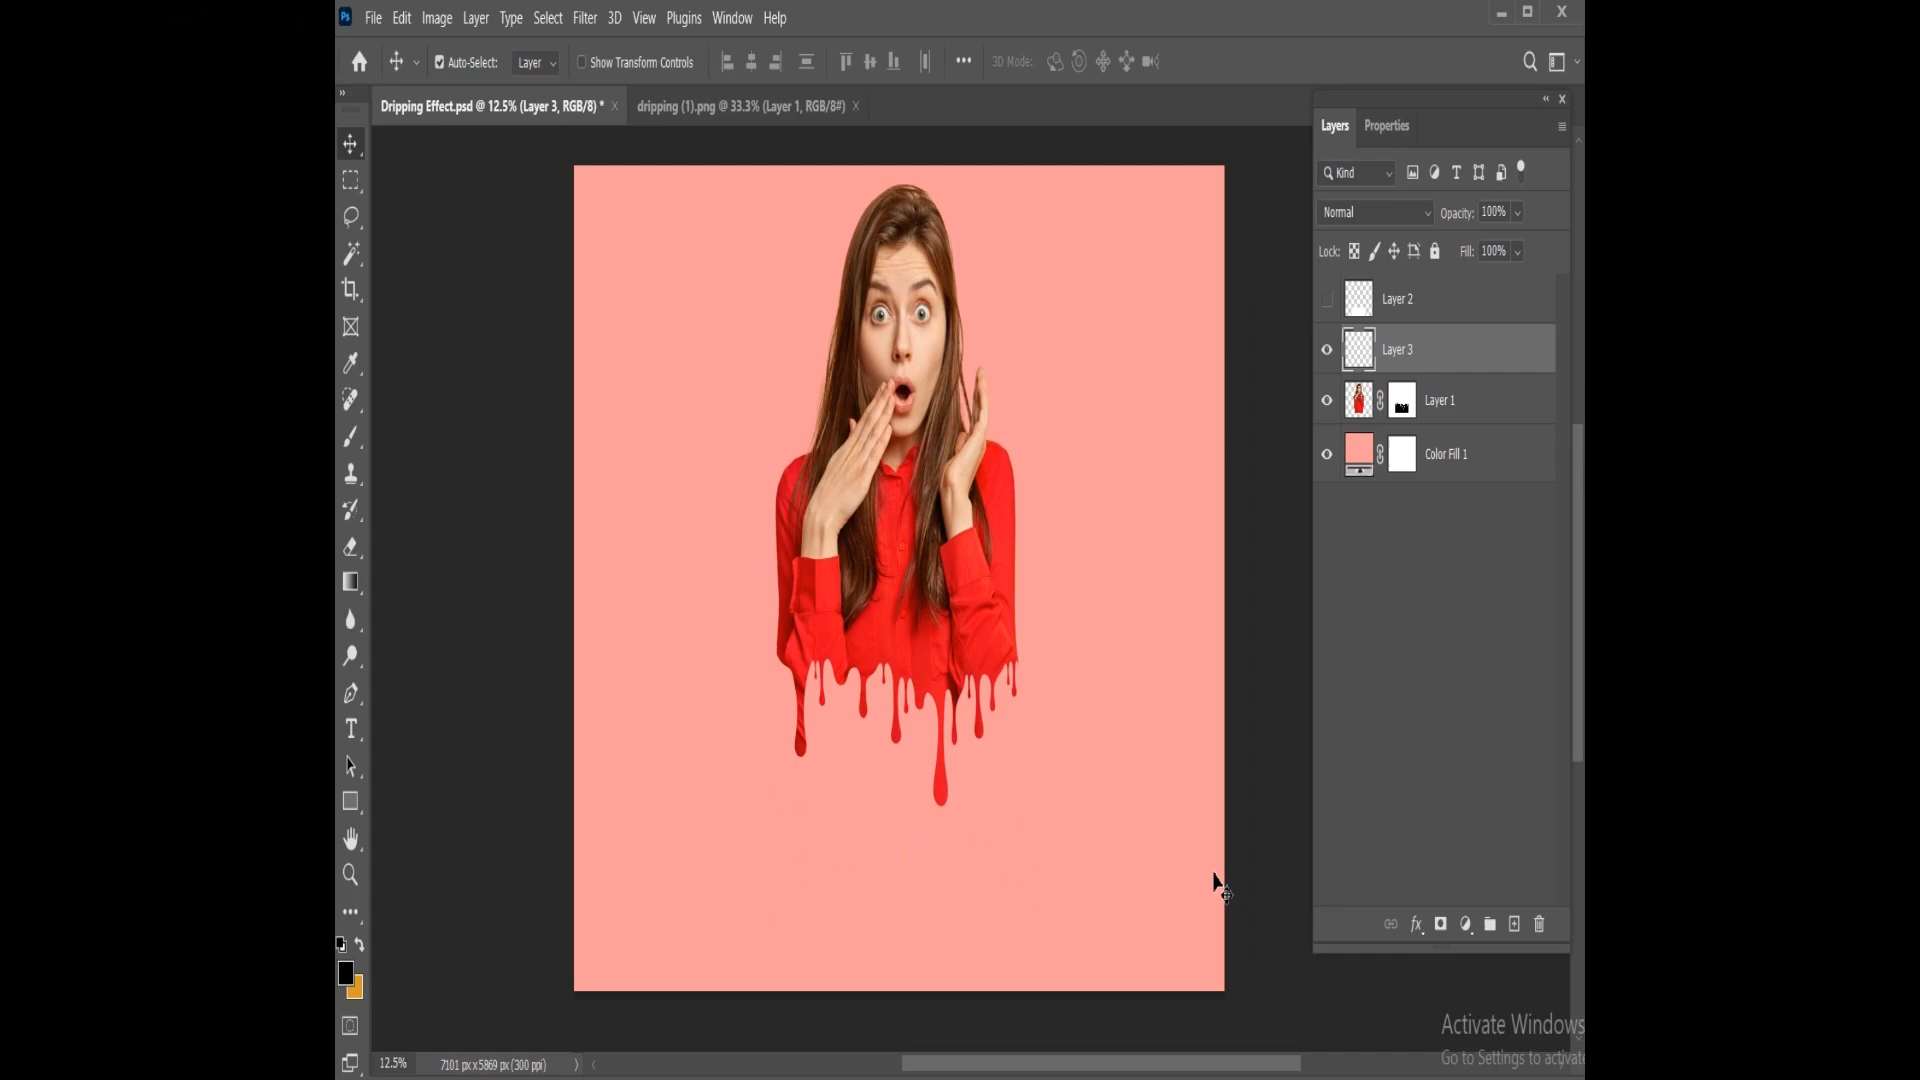 Ps File Edit Image Layer Type Select Filter 3D View Plugins Window Help
Auto-Select: Layer Show Transform Controls 3D Mode:
Dripping Effect.psd @ 12.5% (Layer 3, RGB/8) * dripping (1).png @ 33.3% (Layer 1, RGB/8#)
Layers Properties
Kind
Normal Opacity: 100%
Lock: Fill: 100%
Layer 2
Layer 3
Layer 1
Color Fill 1
fx
Activate Windows
Go to Settings to activate
12.5% 7101 px x 5869 px (300 ppi)